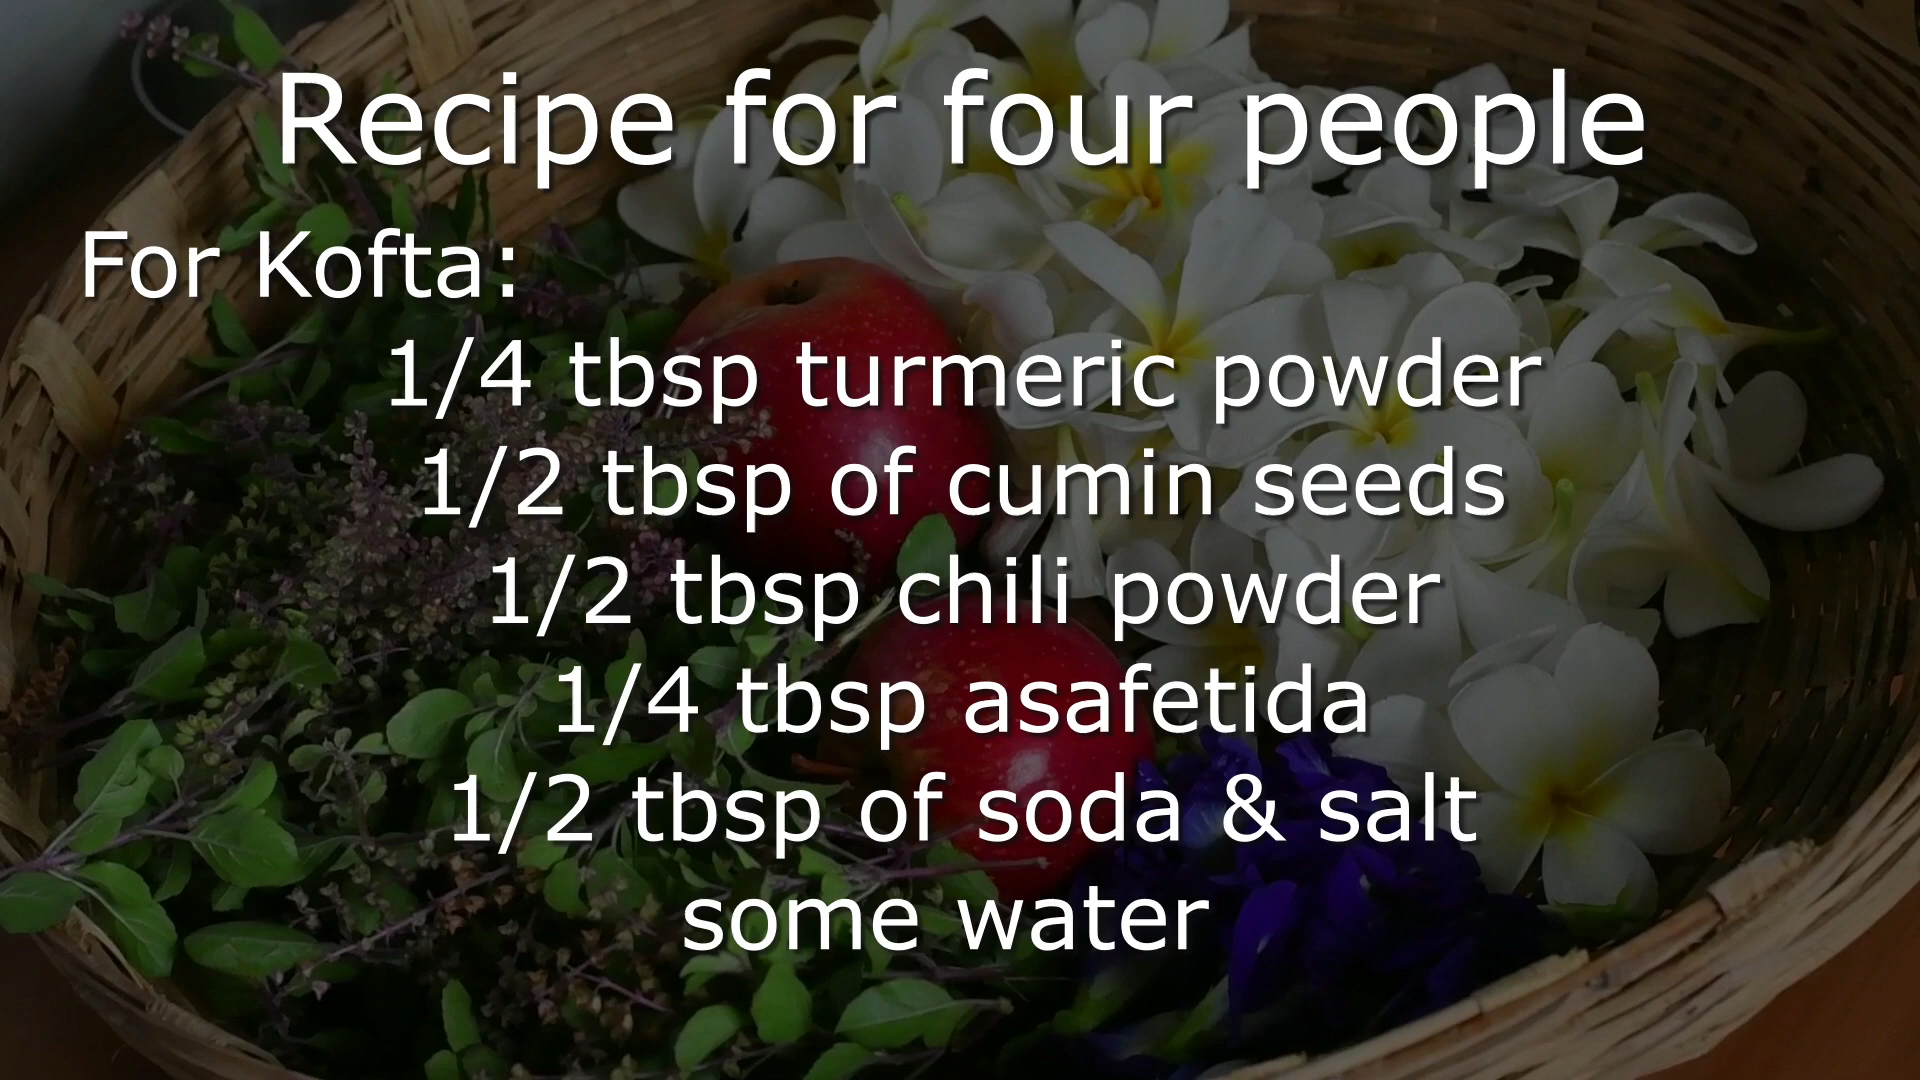 Recipe for four people
For Kofta:
1/4 tbsp turmeric powder
1/2 tbsp of cumin seeds
1/2 tbsp chili powder
1/4 tbsp asafetida
1/2 tbsp of soda & salt
some water